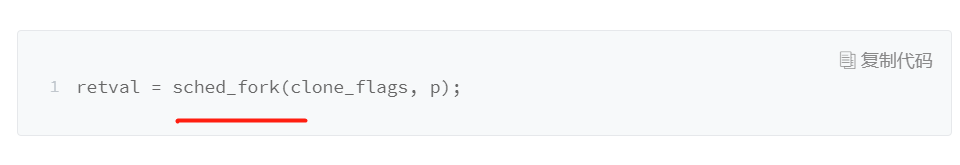 复制代码
1 retval = sched_fork(clone_flags, p);